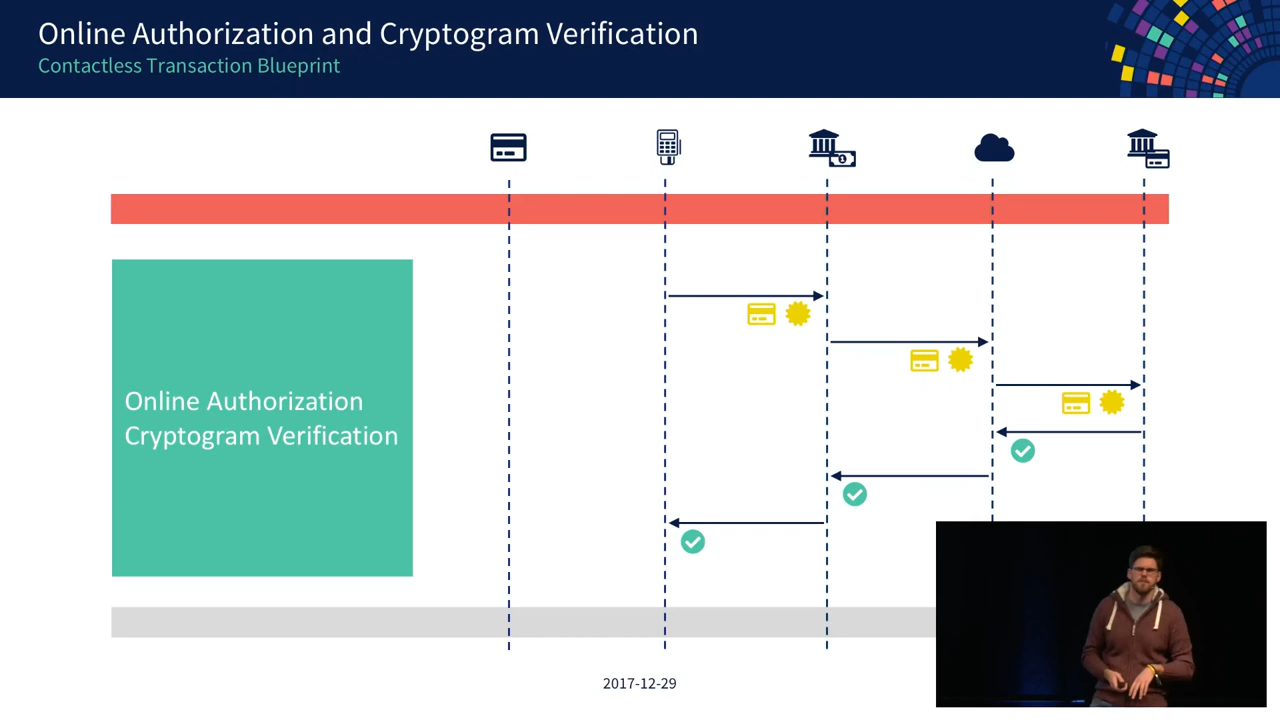 Online Authorization and Cryptogram Verification
Contactless Transaction Blueprint
Online Authorization
Cryptogram Verification
2017-12-29